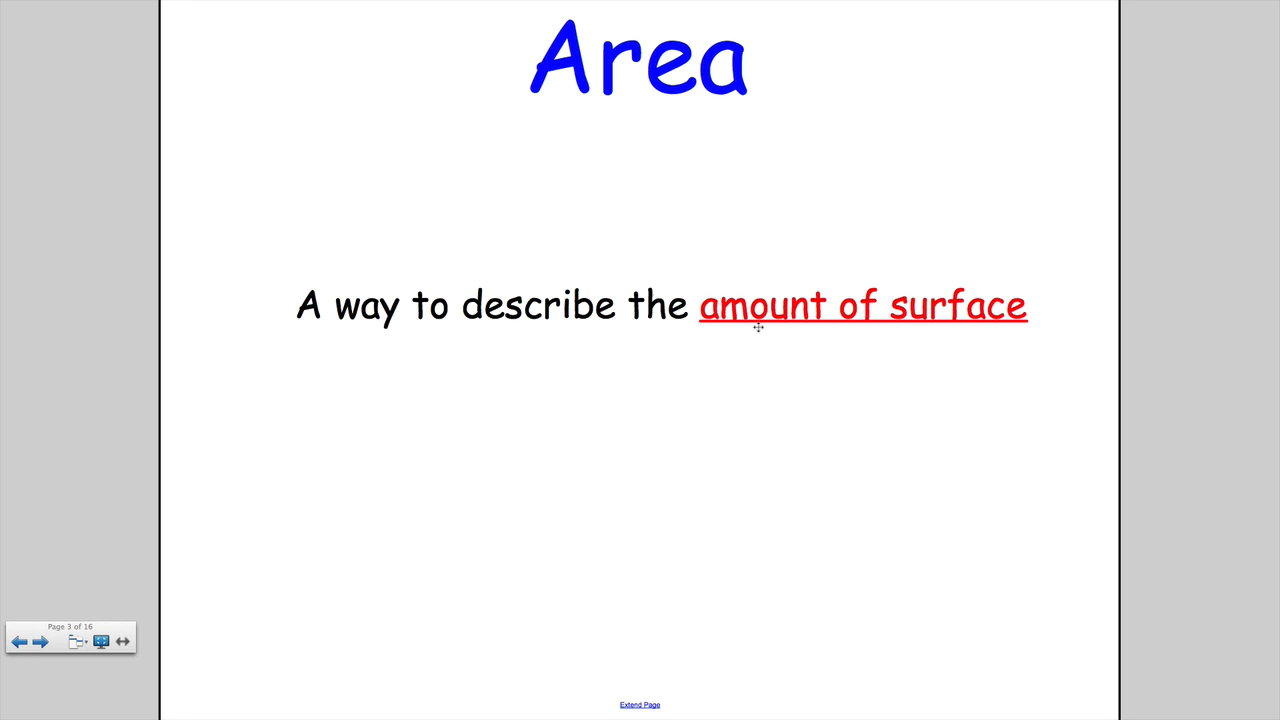 Area
A way to describe the amount of surface
Page 3 of 16
Extend Page